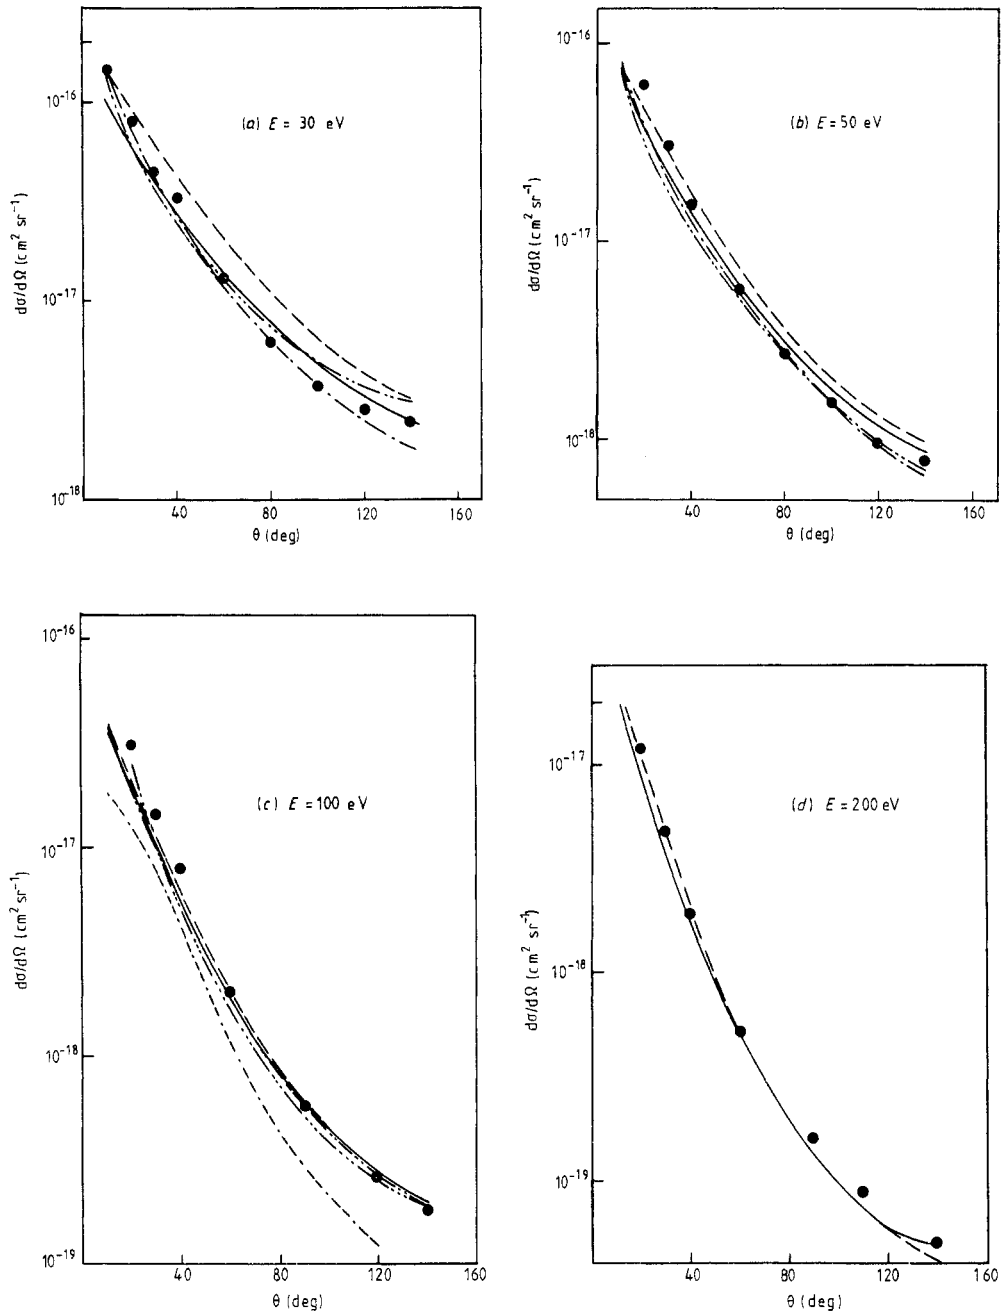 (a) E = 30 eV
10⁻¹⁶
10⁻¹⁷
10⁻¹⁸
dσ/dΩ (cm² sr⁻¹)
40 80 120 160
θ (deg)
(b) E = 50 eV
10⁻¹⁶
10⁻¹⁷
10⁻¹⁸
dσ/dΩ (cm² sr⁻¹)
40 80 120 160
θ (deg)
(c) E = 100 eV
10⁻¹⁶
10⁻¹⁷
10⁻¹⁸
10⁻¹⁹
dσ/dΩ (cm² sr⁻¹)
40 80 120 160
θ (deg)
(d) E = 200 eV
10⁻¹⁷
10⁻¹⁸
10⁻¹⁹
dσ/dΩ (cm² sr⁻¹)
40 80 120 160
θ (deg)